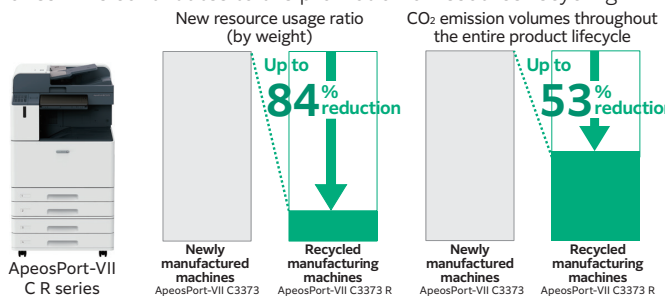 New resource usage ratio
(by weight)
CO₂ emission volumes throughout
the entire product lifecycle
Up to
84% reduction
Up to
53% reduction
Newly
manufactured
machines
ApeosPort-VII C3373
Recycled
manufacturing
machines
ApeosPort-VII C3373 R
Newly
manufactured
machines
ApeosPort-VII C3373
Recycled
manufacturing
machines
ApeosPort-VII C3373 R
ApeosPort-VII
C R series